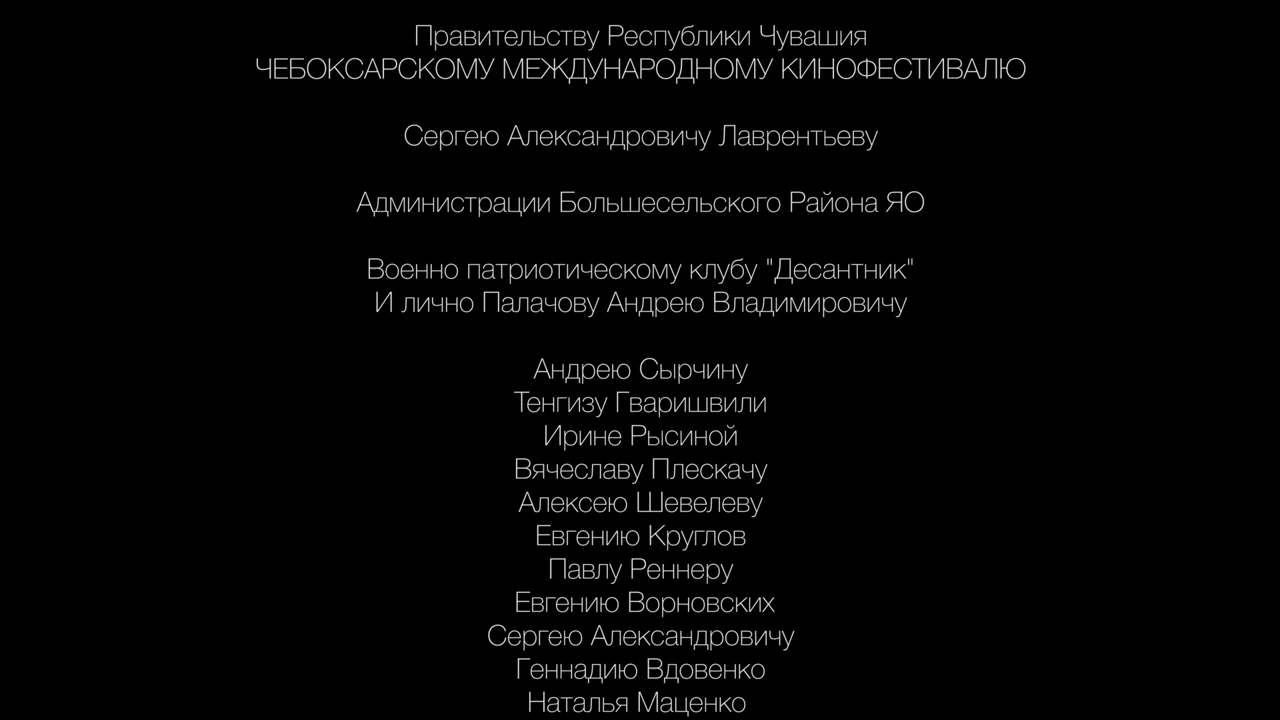 Правительству Республики Чувашия
ЧЕБОКСАРСКОМУ МЕЖДУНАРОДНОМУ КИНОФЕСТИВАЛЮ
Сергею Александровичу Лаврентьеву
Администрации Большесельского Района ЯО
Военно патриотическому клубу "Десантник"
И лично Палачову Андрею Владимировичу
Андрею Сырчину
Тенгизу Гваришвили
Ирине Рысиной
Вячеславу Плескачу
Алексею Шевелеву
Евгению Круглов
Павлу Реннеру
Евгению Ворновских
Сергею Александровичу
Геннадию Вдовенко
Наталья Маценко